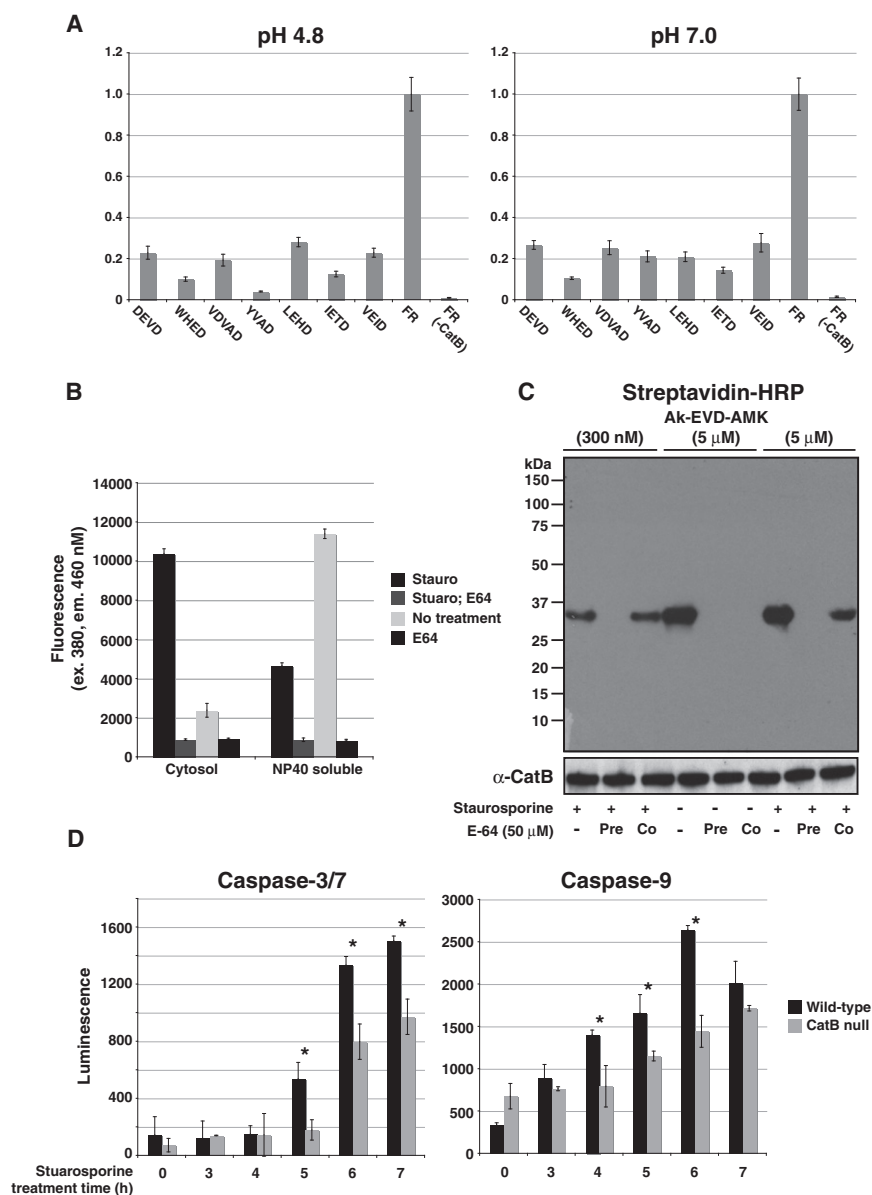 A
pH 4.8
pH 7.0
1.2
1.0
0.8
0.6
0.4
0.2
0
DEVD
WHED
VDVAD
YVAD
LEHD
IETD
VEID
FR
FR
(-CatB)
1.2
1.0
0.8
0.6
0.4
0.2
0
DEVD
WHED
VDVAD
YVAD
LEHD
IETD
VEID
FR
FR
(-CatB)
B
Fluorescence
(ex. 380, em. 460 nM)
14000
12000
10000
8000
6000
4000
2000
0
Cytosol
NP40 soluble
Stauro
Stuaro; E64
No treatment
E64
C
Streptavidin-HRP
Ak-EVD-AMK
(300 nM) (5 μM) (5 μM)
kDa
150
100
75
50
37
25
20
15
10
α-CatB
Staurosporine + + + - - - + + +
E-64 (50 μM) - Pre Co - Pre Co - Pre Co
D
Caspase-3/7
Caspase-9
Luminescence
1600
1200
800
400
0
* * *
3000
2500
2000
1500
1000
500
0
* * *
Wild-type
CatB null
Stuarosporine
treatment time (h)
0 3 4 5 6 7
0 3 4 5 6 7